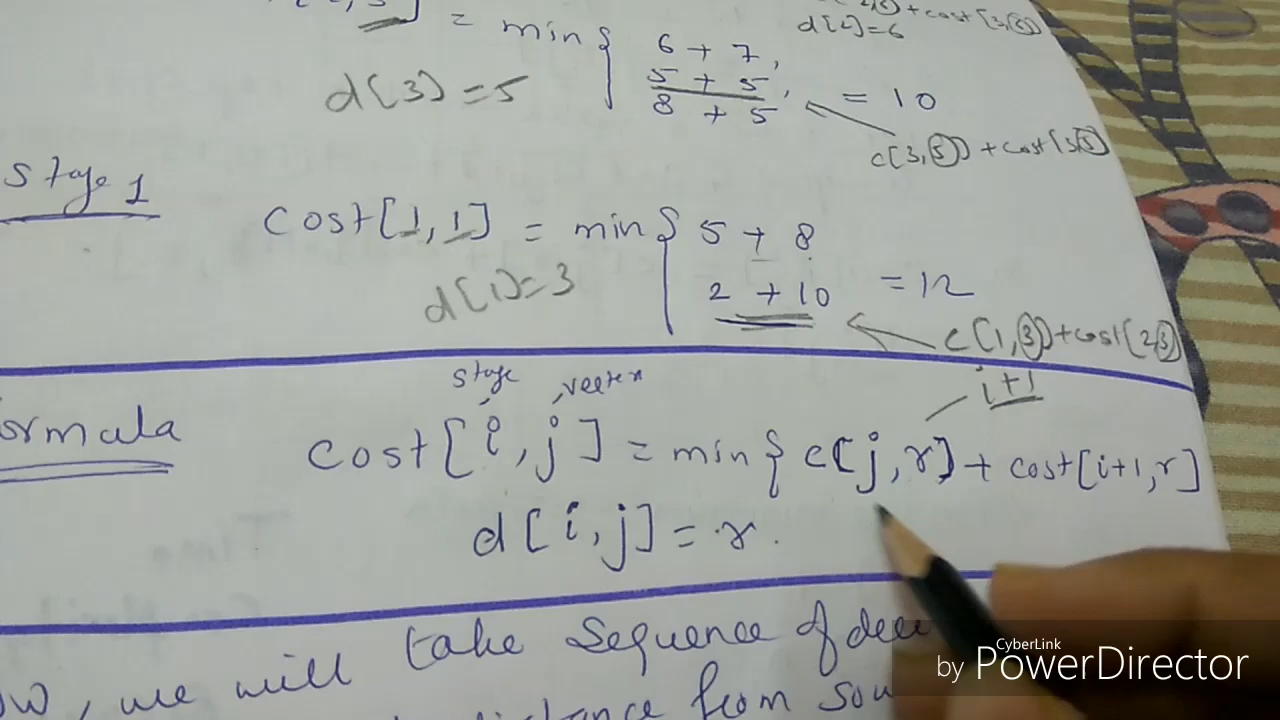 = min { 6 + 7,
d[2]=6
d[3] = 5
5 + 5, = 10
8 + 5
c[3,5] + cost[3,5]
Stage 1
Cost[1,1] = min { 5 + 8
d[1]=3
2 + 10 = 12
c[1,3]+cost[2,3]
stage , vertex
i+1
ormula
cost[i,j] = min { c[j,r] + cost[i+1,r]
d[i,j] = r.
take Sequence of deci
ow, we will
distance from sou
CyberLink
by PowerDirector